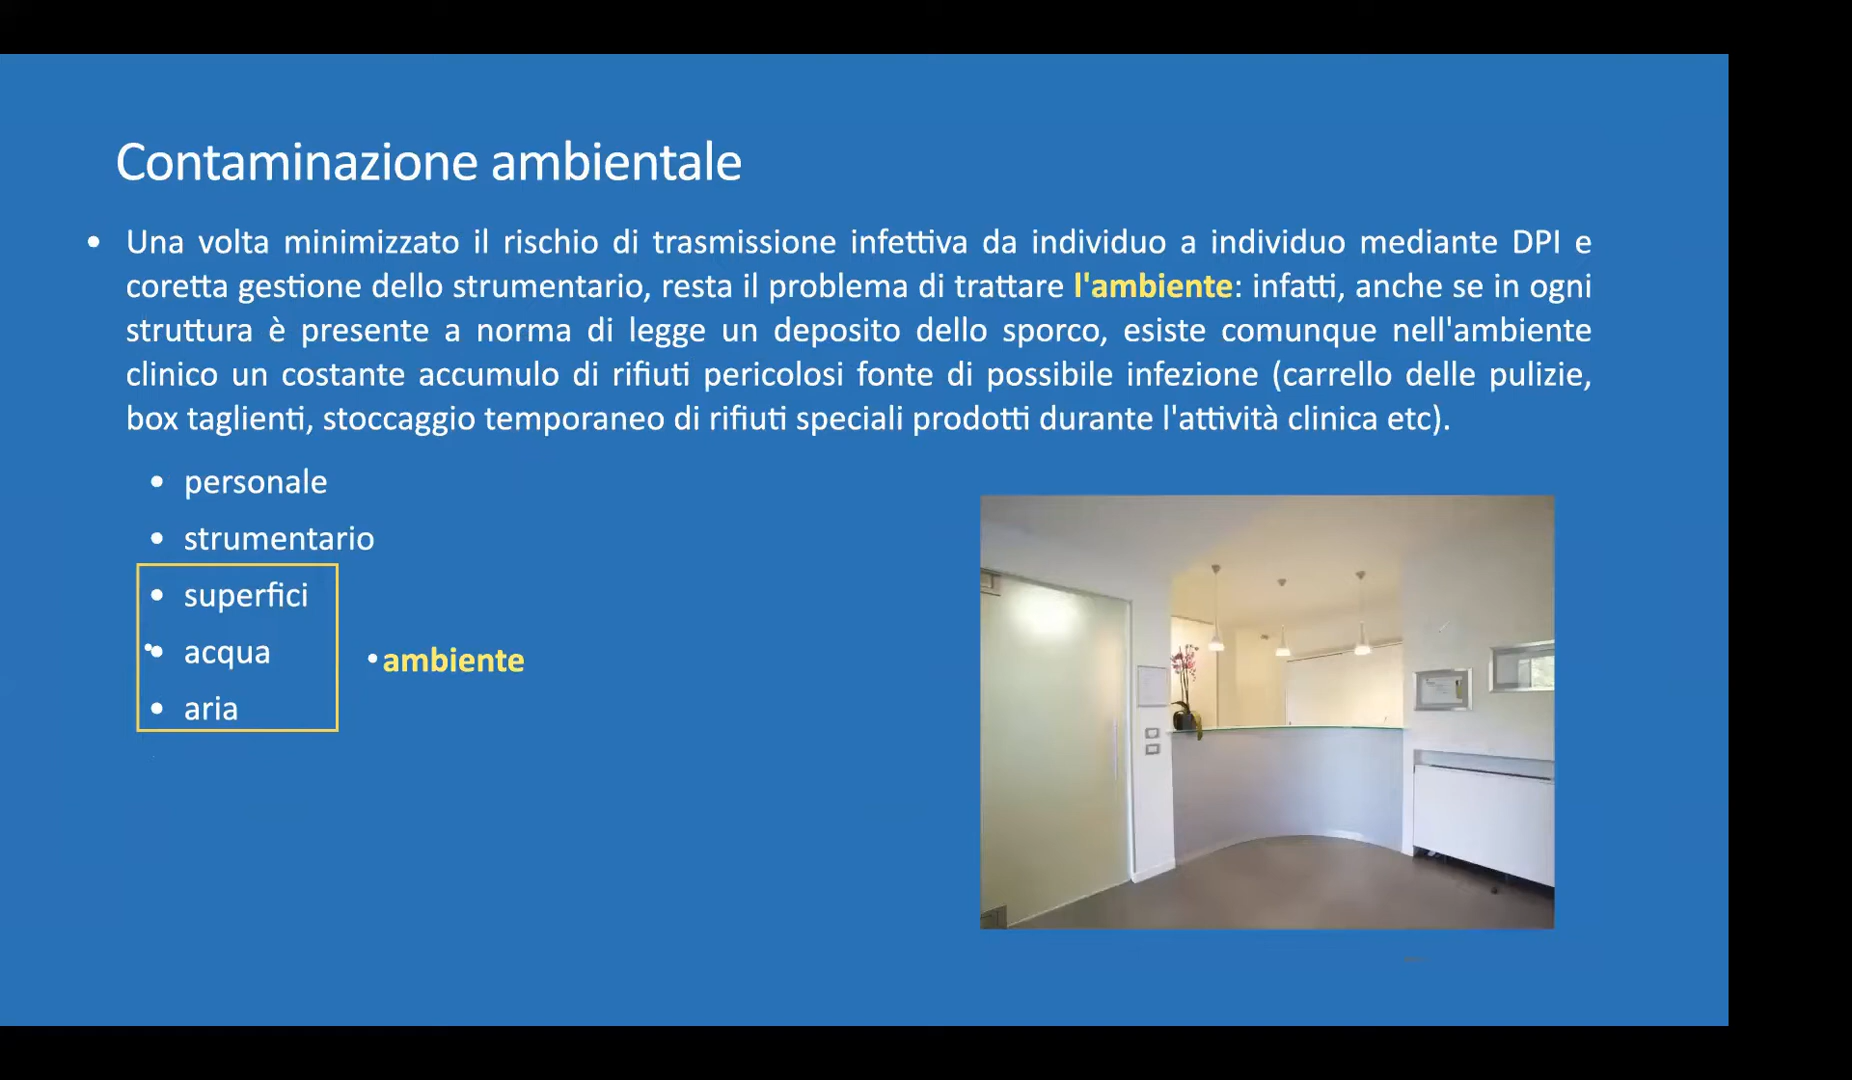 Contaminazione ambientale
• Una volta minimizzato il rischio di trasmissione infettiva da individuo a individuo mediante DPI e
coretta gestione dello strumentario, resta il problema di trattare l'ambiente: infatti, anche se in ogni
struttura è presente a norma di legge un deposito dello sporco, esiste comunque nell'ambiente
clinico un costante accumulo di rifiuti pericolosi fonte di possibile infezione (carrello delle pulizie,
box taglienti, stoccaggio temporaneo di rifiuti speciali prodotti durante l'attività clinica etc).
• personale
• strumentario
• superfici
• acqua
• aria
• ambiente